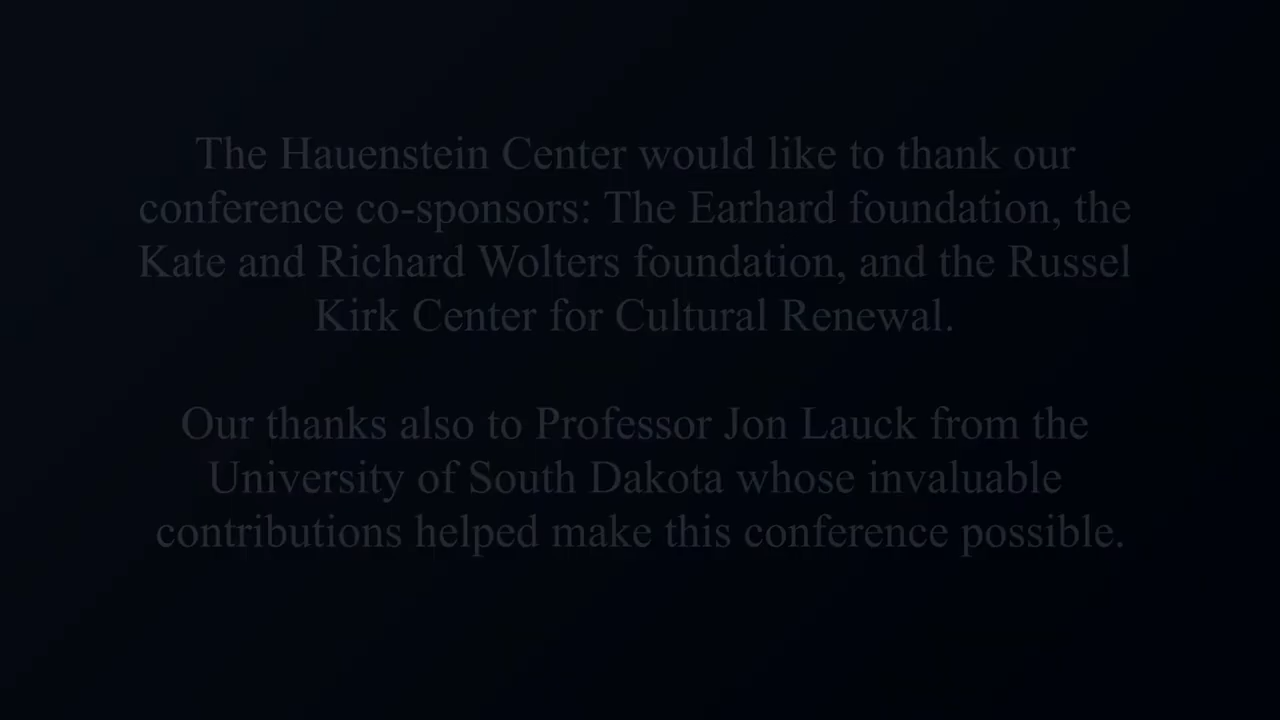 The Hauenstein Center would like to thank our
conference co-sponsors: The Earhard foundation, the
Kate and Richard Wolters foundation, and the Russel
Kirk Center for Cultural Renewal.
Our thanks also to Professor Jon Lauck from the
University of South Dakota whose invaluable
contributions helped make this conference possible.